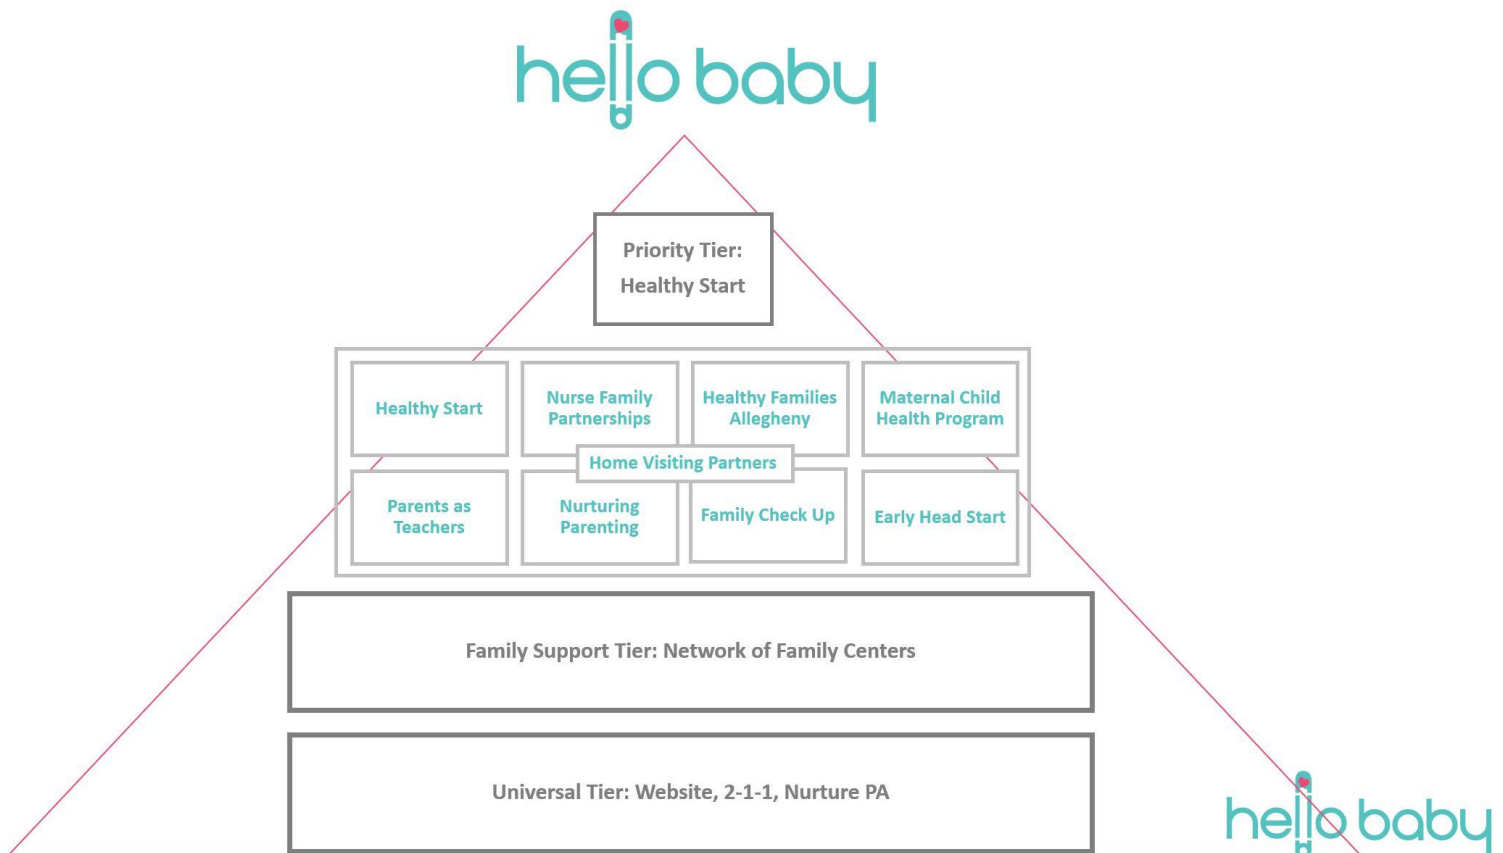 hello baby
Priority Tier:
Healthy Start
Healthy Start
Nurse Family
Partnerships
Healthy Families
Allegheny
Maternal Child
Health Program
Home Visiting Partners
Parents as
Teachers
Nurturing
Parenting
Family Check Up
Early Head Start
Family Support Tier: Network of Family Centers
Universal Tier: Website, 2-1-1, Nurture PA
hello baby